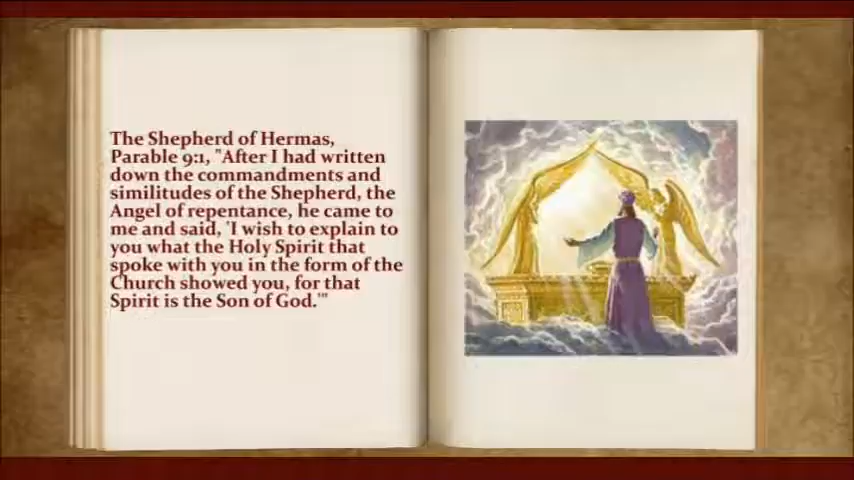 The Shepherd of Hermas,
Parable 9:1, "After I had written
down the commandments and
similitudes of the Shepherd, the
Angel of repentance, he came to
me and said, 'I wish to explain to
you what the Holy Spirit that
spoke with you in the form of the
Church showed you, for that
Spirit is the Son of God.'"